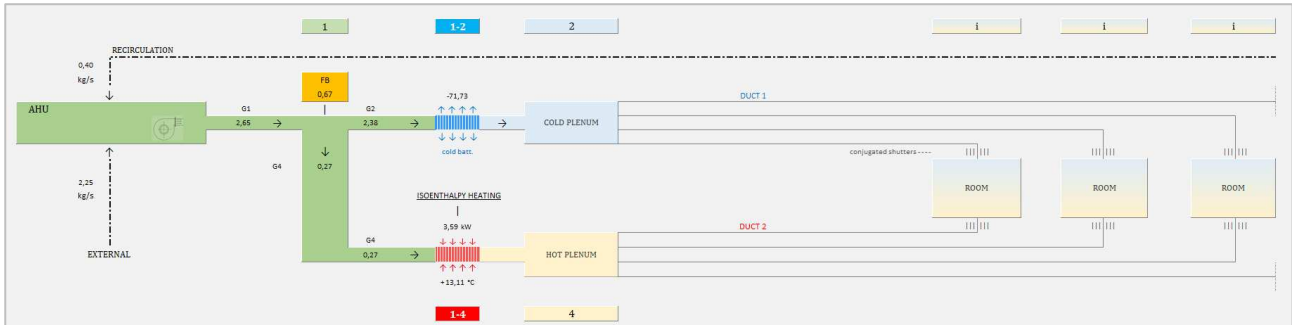 1
1-2
2
i
i
i
RECIRCULATION
0,40
kg/s
FB
0,67
-71,73
AHU
G1
G2
DUCT 1
2,65
→
2,38
→
→
COLD PLENUM
cold batt.
conjugated shutters ----
G4
0,27
2,25
kg/s
ISOENTHALPY HEATING
ROOM
ROOM
ROOM
3,59 kW
DUCT 2
G4
EXTERNAL
0,27
→
HOT PLENUM
+13,11 °C
1-4
4